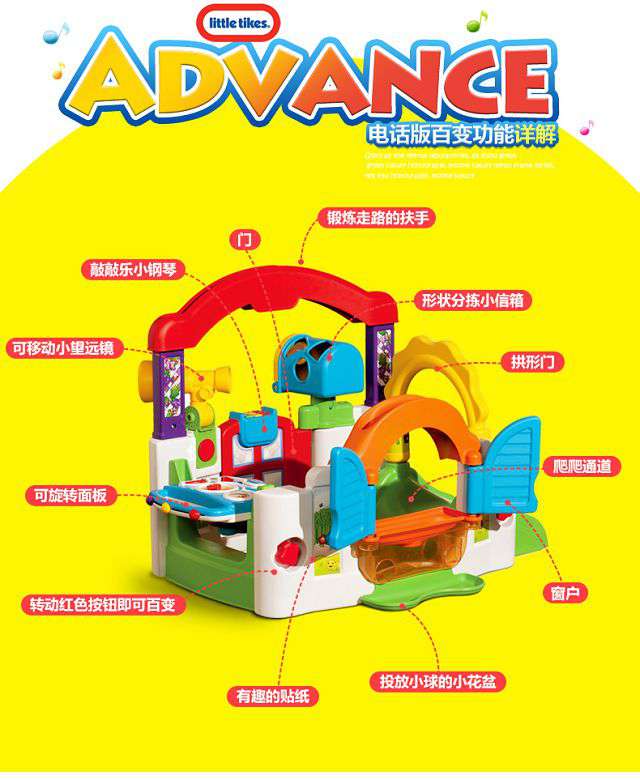 little tikes®
ADVANCE
电话版百变功能详解
锻炼走路的扶手
门
敲敲乐小钢琴
形状分拣小信箱
可移动小望远镜
拱形门
爬爬通道
可旋转面板
窗户
转动红色按钮即可百变
投放小球的小花盆
有趣的贴纸